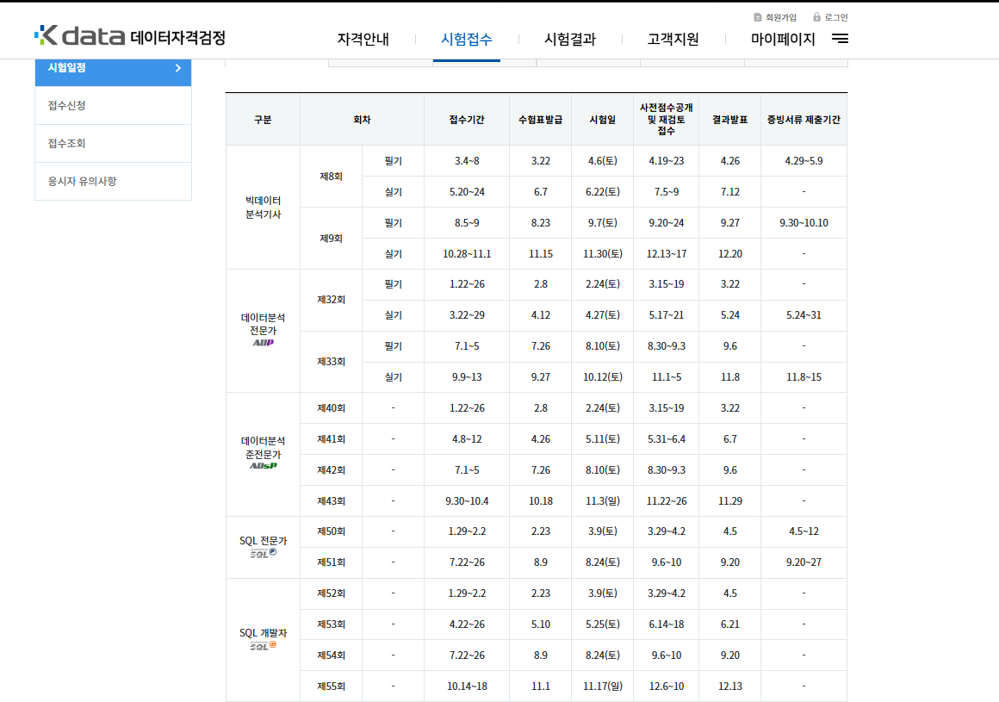 회원가입 로그인
Kdata 데이터자격검정
자격안내 시험접수 시험결과 고객지원 마이페이지
시험일정
접수신청
접수조회
응시자 유의사항
구분 회차 접수기간 수험표발급 시험일 사전점수공개 및 재검토 접수 결과발표 증빙서류 제출기간
빅데이터 분석기사
제8회 필기 3.4~8 3.22 4.6(토) 4.19~23 4.26 4.29~5.9
실기 5.20~24 6.7 6.22(토) 7.5~9 7.12 -
제9회 필기 8.5~9 8.23 9.7(토) 9.20~24 9.27 9.30~10.10
실기 10.28~11.1 11.15 11.30(토) 12.13~17 12.20 -
데이터분석 전문가
ADP
제32회 필기 1.22~26 2.8 2.24(토) 3.15~19 3.22 -
실기 3.22~29 4.12 4.27(토) 5.17~21 5.24 5.24~31
제33회 필기 7.1~5 7.26 8.10(토) 8.30~9.3 9.6 -
실기 9.9~13 9.27 10.12(토) 11.1~5 11.8 11.8~15
데이터분석 준전문가
ADsP
제40회 - 1.22~26 2.8 2.24(토) 3.15~19 3.22 -
제41회 - 4.8~12 4.26 5.11(토) 5.31~6.4 6.7 -
제42회 - 7.1~5 7.26 8.10(토) 8.30~9.3 9.6 -
제43회 - 9.30~10.4 10.18 11.3(일) 11.22~26 11.29 -
SQL 전문가
SQL P
제50회 - 1.29~2.2 2.23 3.9(토) 3.29~4.2 4.5 4.5~12
제51회 - 7.22~26 8.9 8.24(토) 9.6~10 9.20 9.20~27
SQL 개발자
SQL D
제52회 - 1.29~2.2 2.23 3.9(토) 3.29~4.2 4.5 -
제53회 - 4.22~26 5.10 5.25(토) 6.14~18 6.21 -
제54회 - 7.22~26 8.9 8.24(토) 9.6~10 9.20 -
제55회 - 10.14~18 11.1 11.17(일) 12.6~10 12.13 -